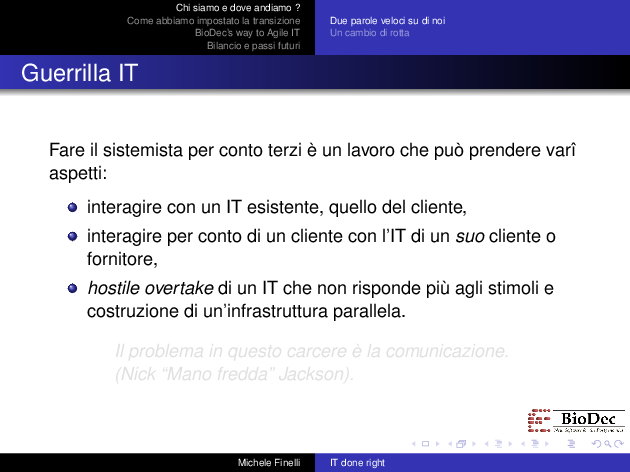 Chi siamo e dove andiamo ?
Come abbiamo impostato la transizione
BioDec's way to Agile IT
Bilancio e passi futuri
Due parole veloci su di noi
Un cambio di rotta
Guerrilla IT
Fare il sistemista per conto terzi è un lavoro che può prendere varî
aspetti:
interagire con un IT esistente, quello del cliente,
interagire per conto di un cliente con l'IT di un suo cliente o
fornitore,
hostile overtake di un IT che non risponde più agli stimoli e
costruzione di un'infrastruttura parallela.
Il problema in questo carcere è la comunicazione.
(Nick “Mano fredda” Jackson).
BioDec
Michele Finelli
IT done right